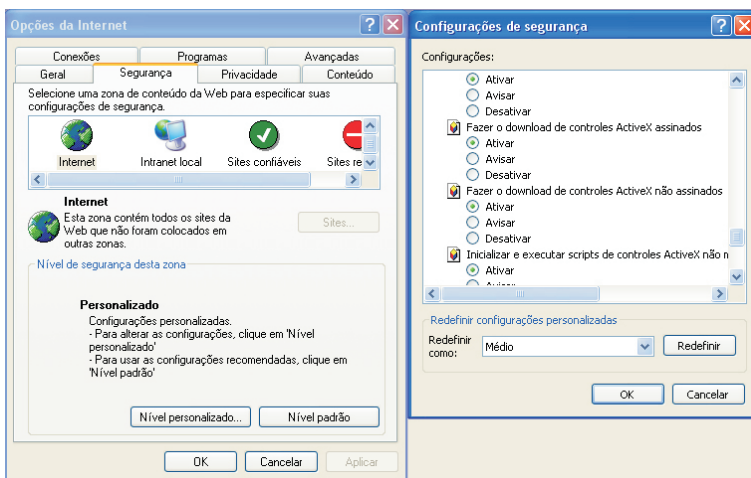 Opções da Internet
Conexões Programas Avançadas
Geral Segurança Privacidade Conteúdo
Selecione uma zona de conteúdo da Web para especificar suas
configurações de segurança.
Internet Intranet local Sites confiáveis Sites re
Internet
Esta zona contém todos os sites da
Web que não foram colocados em
outras zonas.
Sites...
Nível de segurança desta zona
Personalizado
Configurações personalizadas.
- Para alterar as configurações, clique em 'Nível
personalizado'
- Para usar as configurações recomendadas, clique em
'Nível padrão'
Nível personalizado... Nível padrão
OK Cancelar Aplicar
Configurações de segurança
Configurações:
Ativar
Avisar
Desativar
Fazer o download de controles ActiveX assinados
Ativar
Avisar
Desativar
Fazer o download de controles ActiveX não assinados
Ativar
Avisar
Desativar
Inicializar e executar scripts de controles ActiveX não n
Ativar
Avisar
Redefinir configurações personalizadas
Redefinir
como:
Médio
Redefinir
OK Cancelar